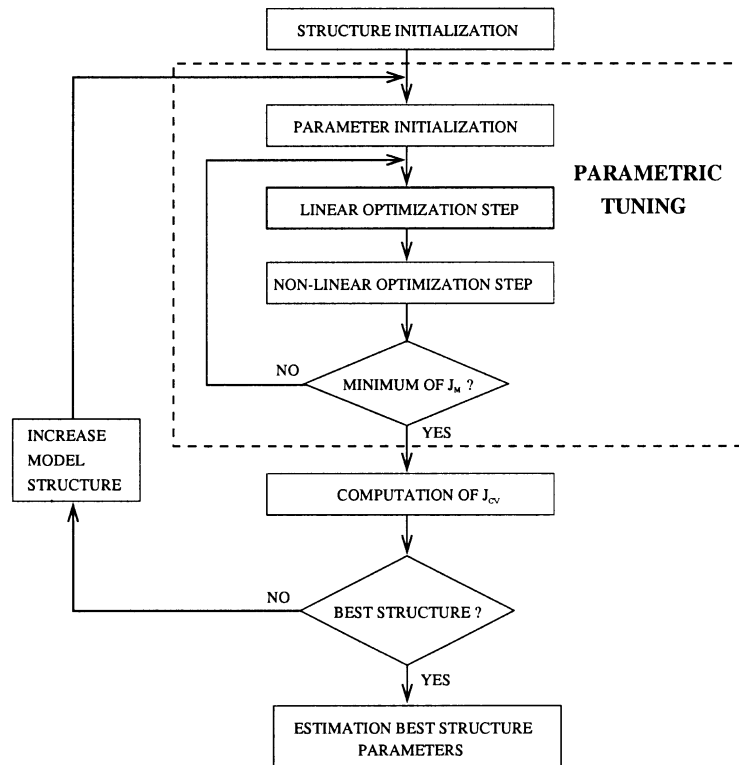 STRUCTURE INITIALIZATION
PARAMETER INITIALIZATION
PARAMETRIC
TUNING
LINEAR OPTIMIZATION STEP
NON-LINEAR OPTIMIZATION STEP
NO
MINIMUM OF J_M ?
YES
INCREASE
MODEL
STRUCTURE
COMPUTATION OF J_CV
NO
BEST STRUCTURE ?
YES
ESTIMATION BEST STRUCTURE
PARAMETERS